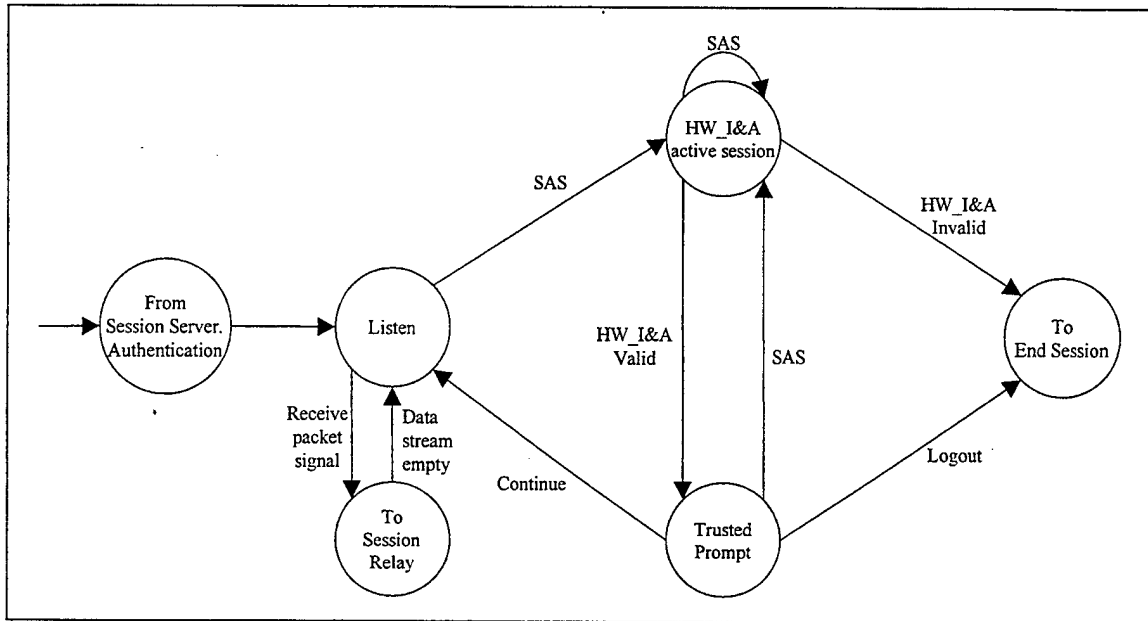 SAS
HW_I&A
active session
SAS
HW_I&A
Invalid
From
Session Server.
Authentication
Listen
HW_I&A
Valid
SAS
To
End Session
Receive
packet
signal
Data
stream
empty
Continue
Logout
To
Session
Relay
Trusted
Prompt